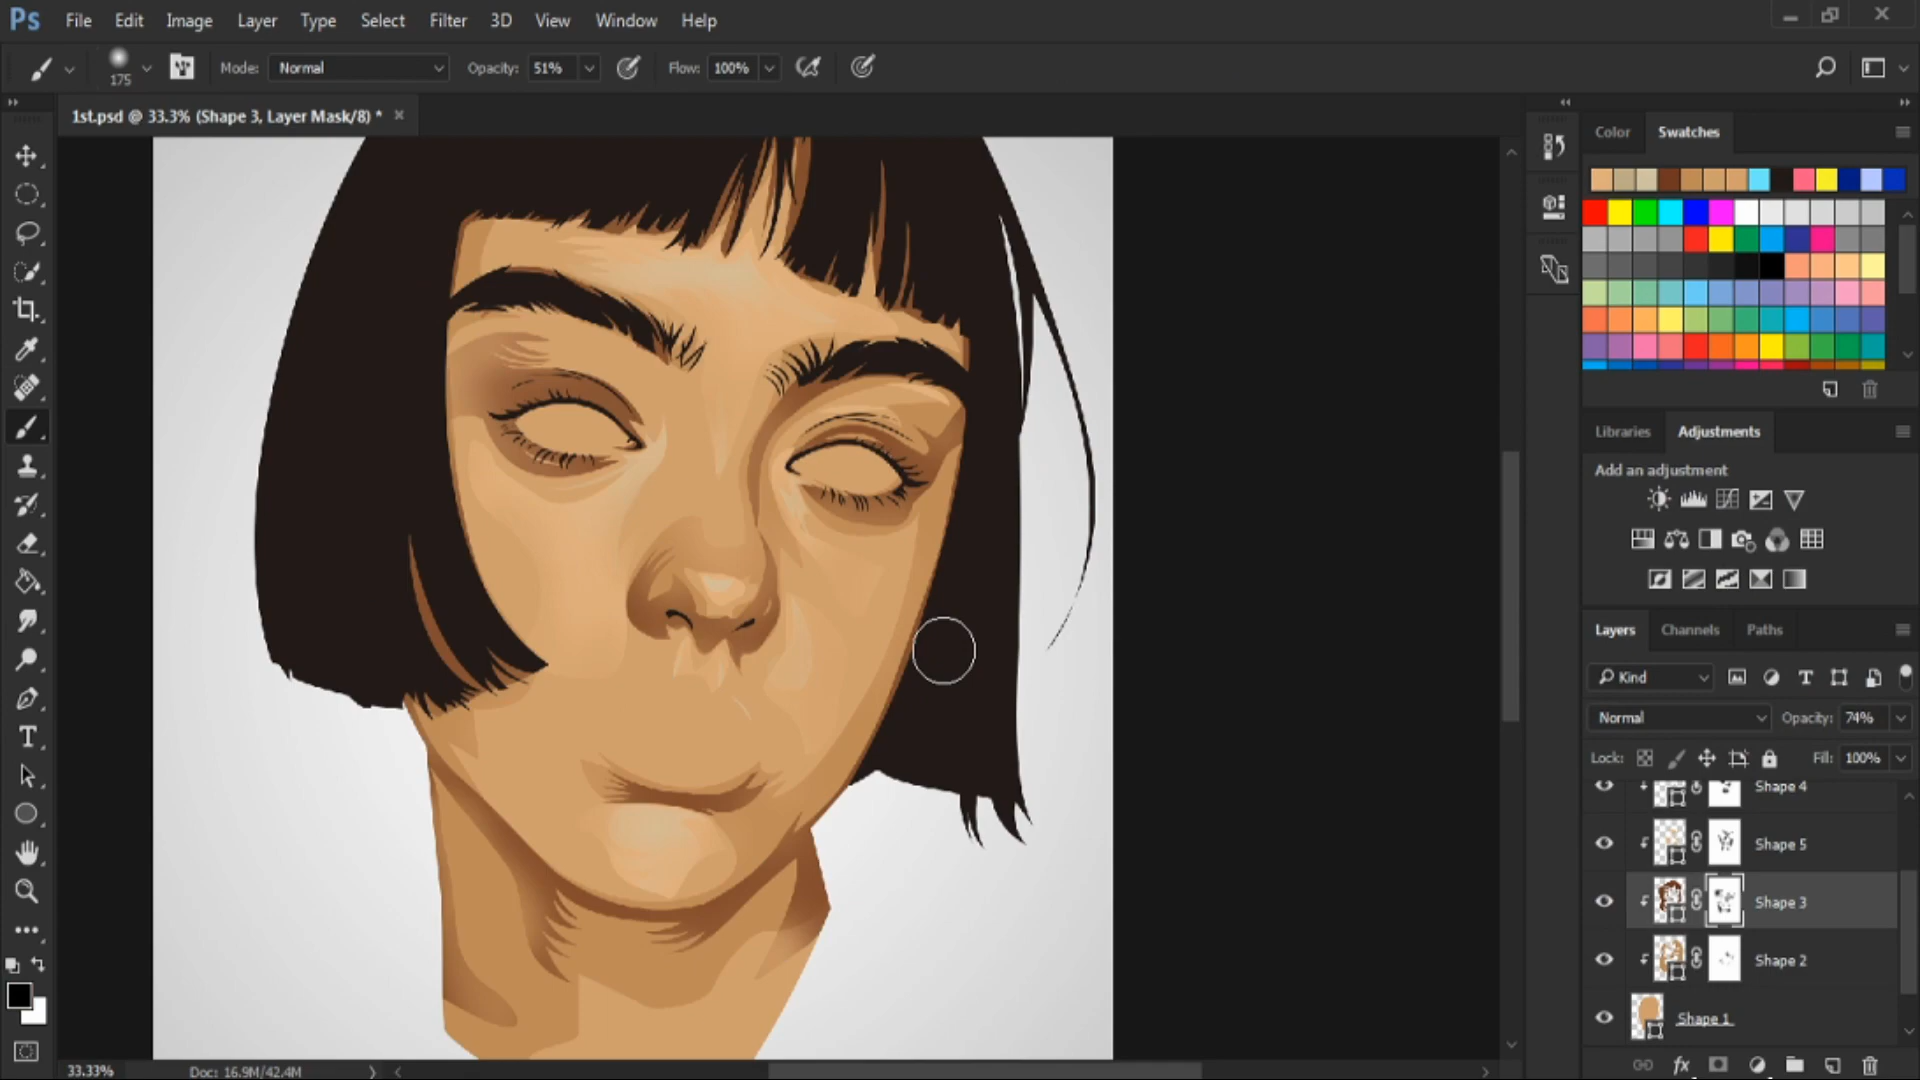 Ps File Edit Image Layer Type Select Filter 3D View Window Help
175 Mode: Normal Opacity: 51% Flow: 100%
1st.psd @ 33.3% (Shape 3, Layer Mask/8) *
Color Swatches
Libraries Adjustments
Add an adjustment
Layers Channels Paths
Kind
Normal Opacity: 74%
Lock: Fill: 100%
Shape 4
Shape 5
Shape 3
Shape 2
Shape 1
33.33% Doc: 16.9M/42.4M